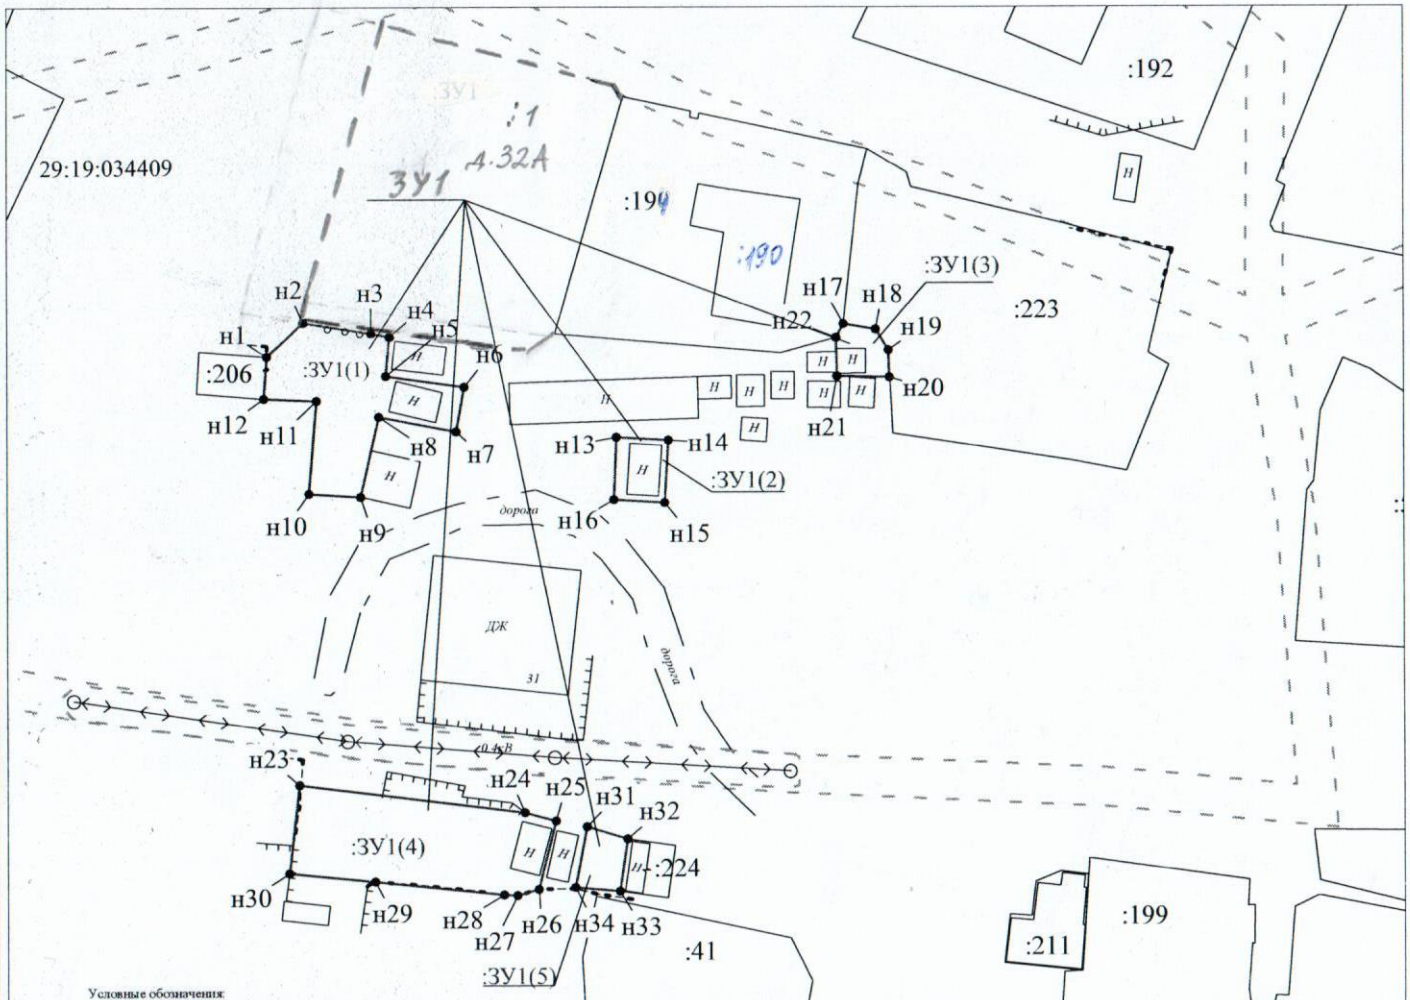 :192
ЗУ1
:1
д.32А
29:19:034409
ЗУ1
:190
Н
:190
:ЗУ1(3)
:223
н2
н3
н4
н17
н18
н22
н19
н1
н5
н6
н20
:206
:ЗУ1(1)
Н
Н
Н
н12
н11
н8
н7
Н
Н
Н
Н
Н
Н
Н
н21
Н
н13
н14
Н
Н
:ЗУ1(2)
н10
н9
н16
н15
дорога
ДЖ
31
дорога
0.4кВ
н23
н24
н25
н31
н32
:ЗУ1(4)
Н
Н
Н
:224
н30
н29
н28
н27
н26
н34
н33
:ЗУ1(5)
:41
:199
:211
Условные обозначения: